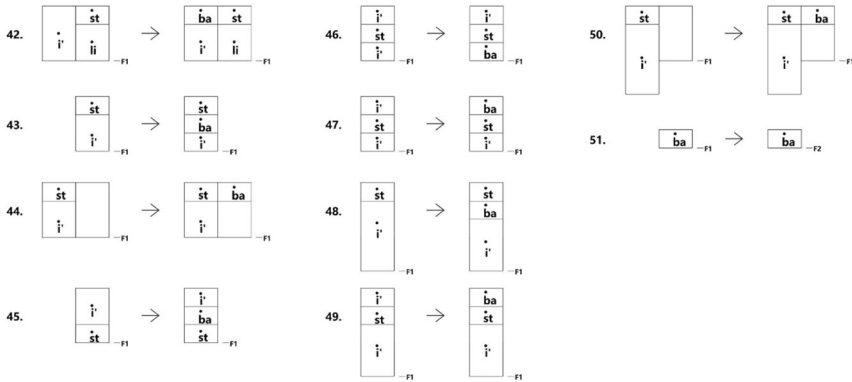 st → ba st
42. i' li —F1 i' li —F1
st → st
43. ba
i' —F1 i' —F1
st → st ba
44. i' —F1 i' —F1
i' → i'
45. ba
st —F1 st —F1
i' → i'
46. st st
i' —F1 ba —F1
i' → ba
47. st st
i' —F1 i' —F1
st → st
48. ba
i' —F1 i' —F1
i' → ba
49. st st
i' —F1 i' —F1
st → st ba
50. i' —F1 i' —F1
51. ba —F1 → ba —F2